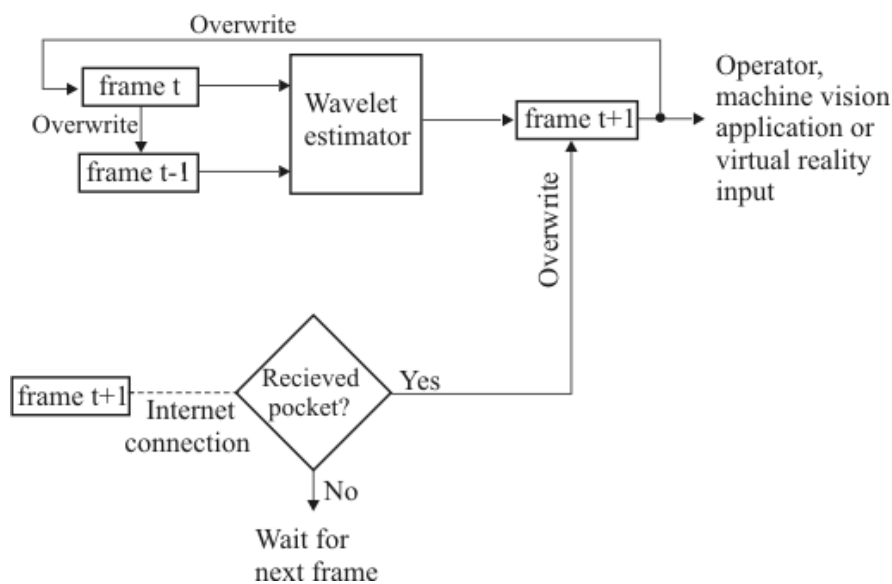 Overwrite
frame t
Overwrite
frame t-1
Wavelet
estimator
frame t+1
Operator,
machine vision
application or
virtual reality
input
Overwrite
frame t+1
Internet
connection
Recieved
pocket?
Yes
No
Wait for
next frame